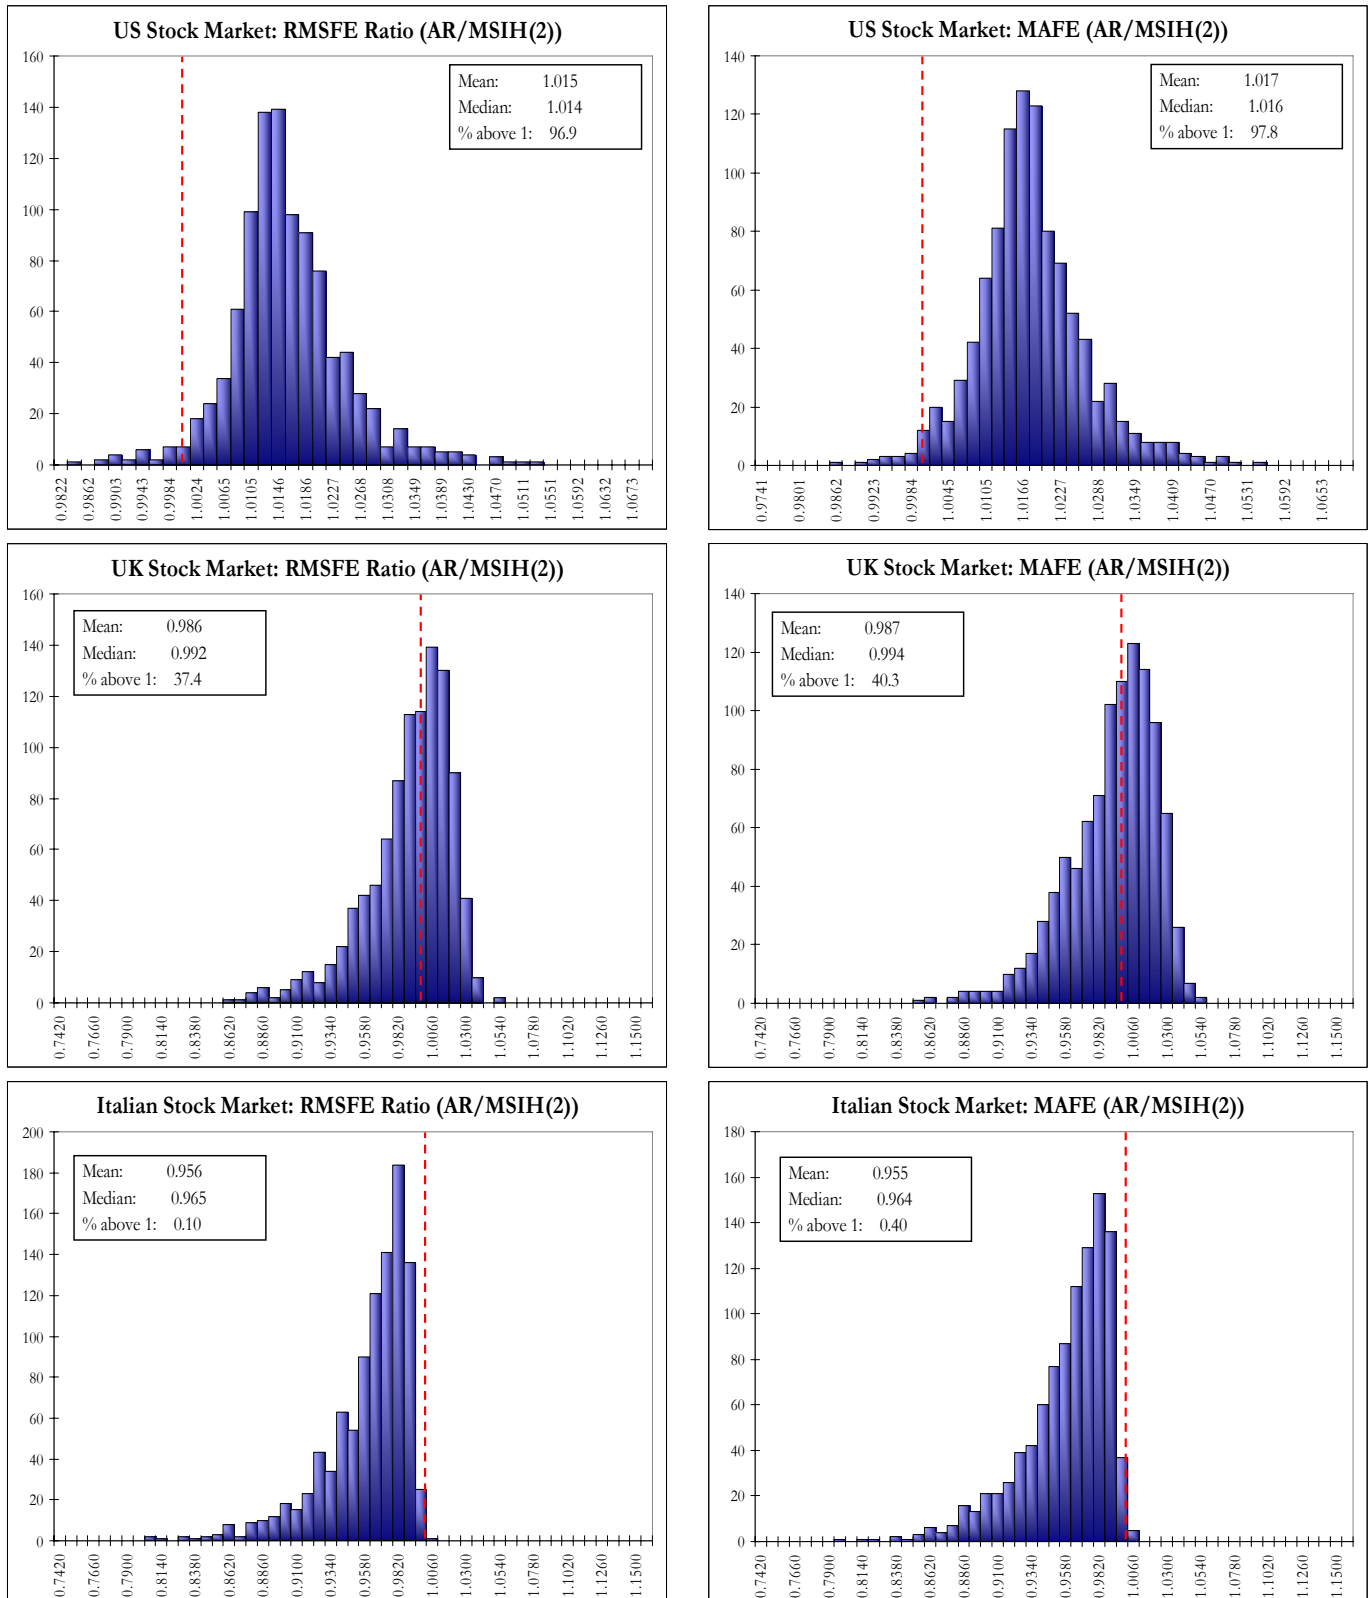 US Stock Market: RMSFE Ratio (AR/MSIH(2))
160
140
120
100
80
60
40
20
0
Mean: 1.015
Median: 1.014
% above 1: 96.9
0.9822 0.9862 0.9903 0.9943 0.9984 1.0024 1.0065 1.0105 1.0146 1.0186 1.0227 1.0268 1.0308 1.0349 1.0389 1.0430 1.0470 1.0511 1.0551 1.0592 1.0632 1.0673
US Stock Market: MAFE (AR/MSIH(2))
140
120
100
80
60
40
20
0
Mean: 1.017
Median: 1.016
% above 1: 97.8
0.9741 0.9801 0.9862 0.9923 0.9984 1.0045 1.0105 1.0166 1.0227 1.0288 1.0349 1.0409 1.0470 1.0531 1.0592 1.0653
UK Stock Market: RMSFE Ratio (AR/MSIH(2))
160
140
120
100
80
60
40
20
0
Mean: 0.986
Median: 0.992
% above 1: 37.4
0.7420 0.7660 0.7900 0.8140 0.8380 0.8620 0.8860 0.9100 0.9340 0.9580 0.9820 1.0060 1.0300 1.0540 1.0780 1.1020 1.1260 1.1500
UK Stock Market: MAFE (AR/MSIH(2))
140
120
100
80
60
40
20
0
Mean: 0.987
Median: 0.994
% above 1: 40.3
0.7420 0.7660 0.7900 0.8140 0.8380 0.8620 0.8860 0.9100 0.9340 0.9580 0.9820 1.0060 1.0300 1.0540 1.0780 1.1020 1.1260 1.1500
Italian Stock Market: RMSFE Ratio (AR/MSIH(2))
200
180
160
140
120
100
80
60
40
20
0
Mean: 0.956
Median: 0.965
% above 1: 0.10
0.7420 0.7660 0.7900 0.8140 0.8380 0.8620 0.8860 0.9100 0.9340 0.9580 0.9820 1.0060 1.0300 1.0540 1.0780 1.1020 1.1260 1.1500
Italian Stock Market: MAFE (AR/MSIH(2))
180
160
140
120
100
80
60
40
20
0
Mean: 0.955
Median: 0.964
% above 1: 0.40
0.7420 0.7660 0.7900 0.8140 0.8380 0.8620 0.8860 0.9100 0.9340 0.9580 0.9820 1.0060 1.0300 1.0540 1.0780 1.1020 1.1260 1.1500